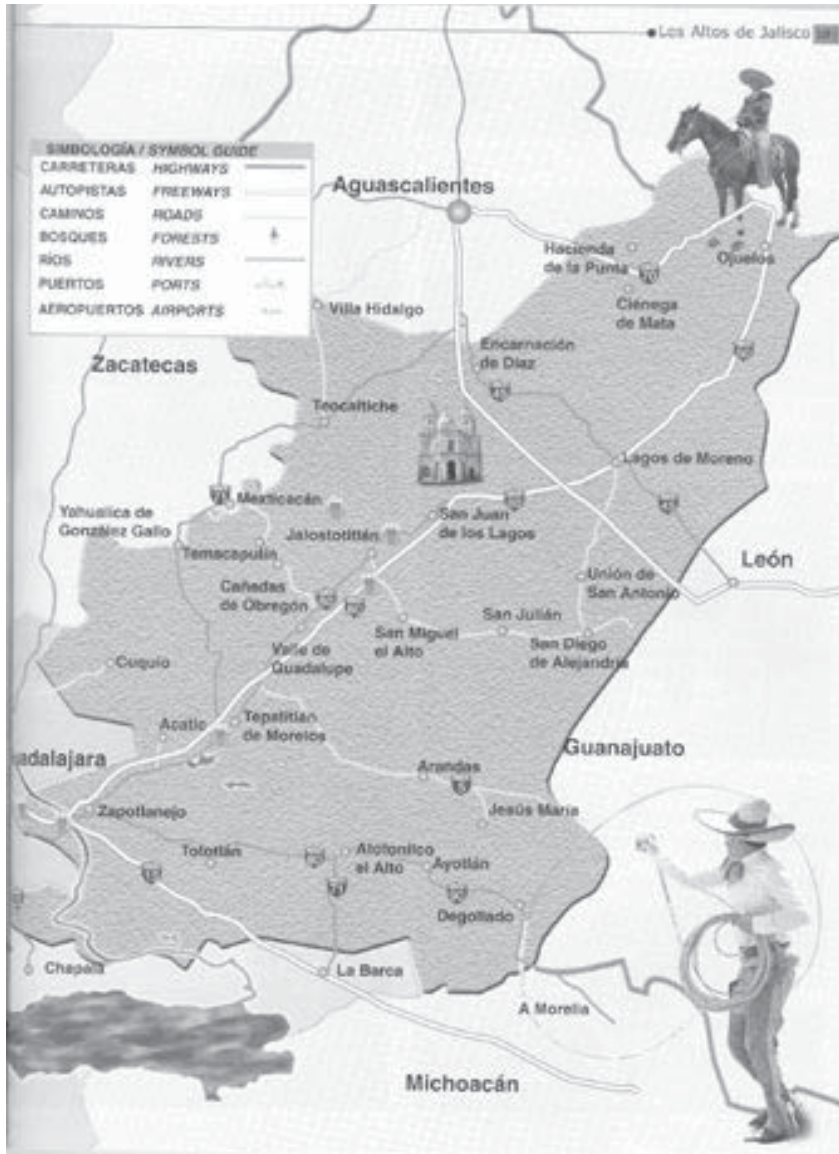 Los Altos de Jalisco
SIMBOLOGÍA / SYMBOL GUIDE
CARRETERAS HIGHWAYS
AUTOPISTAS FREEWAYS
CAMINOS ROADS
BOSQUES FORESTS
RÍOS RIVERS
PUERTOS PORTS
AEROPUERTOS AIRPORTS
Aguascalientes
Hacienda
de la Punta
Ojuelos
Ciénega
de Mata
Villa Hidalgo
Encarnación
de Díaz
Zacatecas
Teocaltiche
Lagos de Moreno
Mexticacán
Yahualica de
González Gallo
Jalostotitlán
San Juan
de los Lagos
Temacapulín
León
Cañadas
de Obregón
Unión de
San Antonio
San Julián
San Miguel
el Alto
San Diego
de Alejandría
Valle de
Guadalupe
Cuquío
Acatic
Tepatitlán
de Morelos
Guanajuato
adalajara
Arandas
Zapotlanejo
Jesús María
Tototlán
Atotonilco
el Alto
Ayotlán
Degollado
Chapala
La Barca
A Morelia
Michoacán